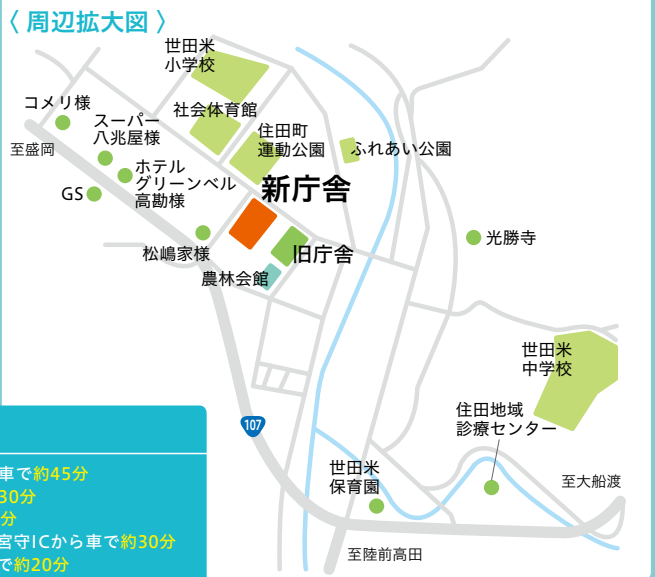 〈 周辺拡大図 〉
世田米
小学校
コメリ様
社会体育館
スーパー
八兆屋様
住田町
運動公園
ふれあい公園
至盛岡
ホテル
グリーンベル
高勘様
GS
新庁舎
光勝寺
松嶋家様
旧庁舎
農林会館
世田米
中学校
107
住田地域
診療センター
世田米
保育園
至大船渡
至陸前高田
車で約45分
30分
分
宮守ICから車で約30分
で約20分